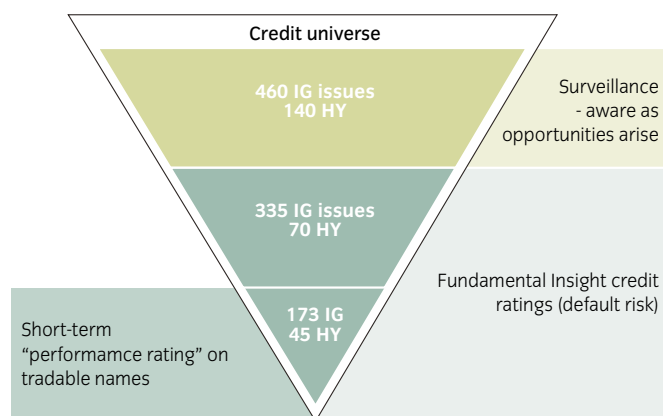 Credit universe
460 IG issues
140 HY
Surveillance
- aware as
opportunities arise
335 IG issues
70 HY
Fundamental Insight credit
ratings (default risk)
173 IG
45 HY
Short-term
“performamce rating” on
tradable names